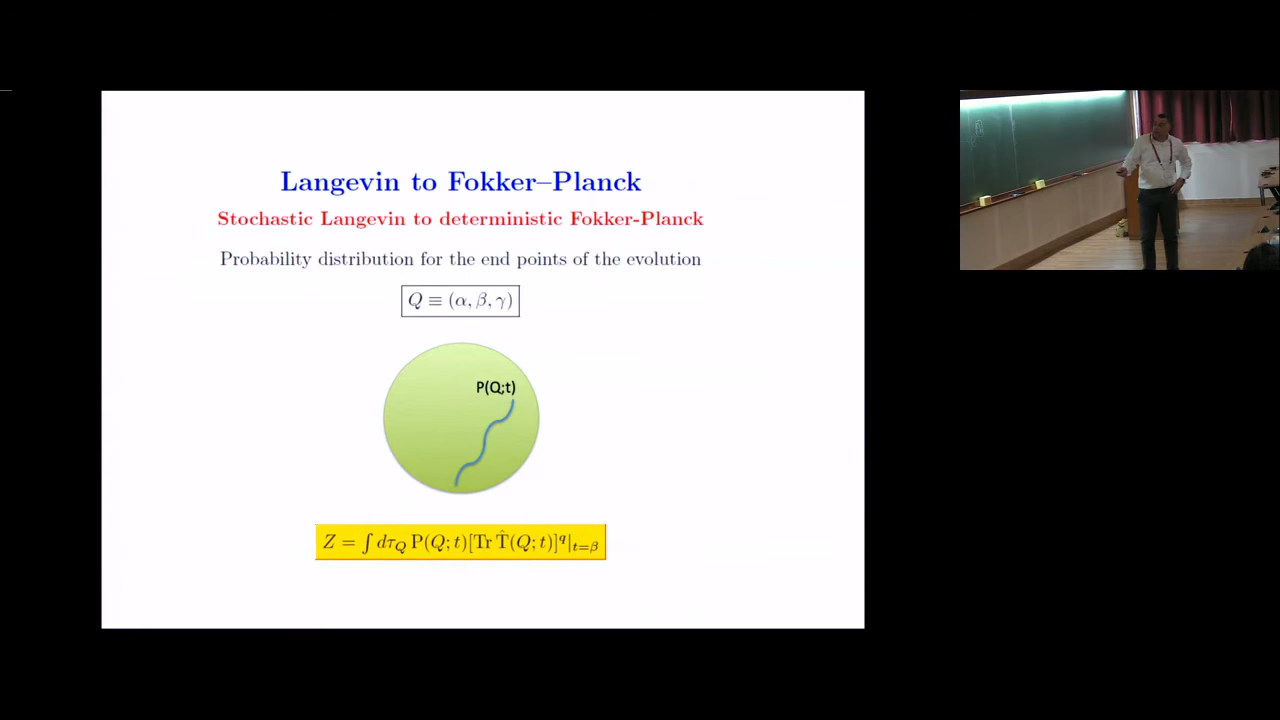 Langevin to Fokker–Planck
Stochastic Langevin to deterministic Fokker-Planck
Probability distribution for the end points of the evolution
Q ≡ (α, β, γ)
P(Q;t)
Z = ∫ dτ_Q P(Q; t)[Tr T̂(Q; t)]^q|_{t=β}